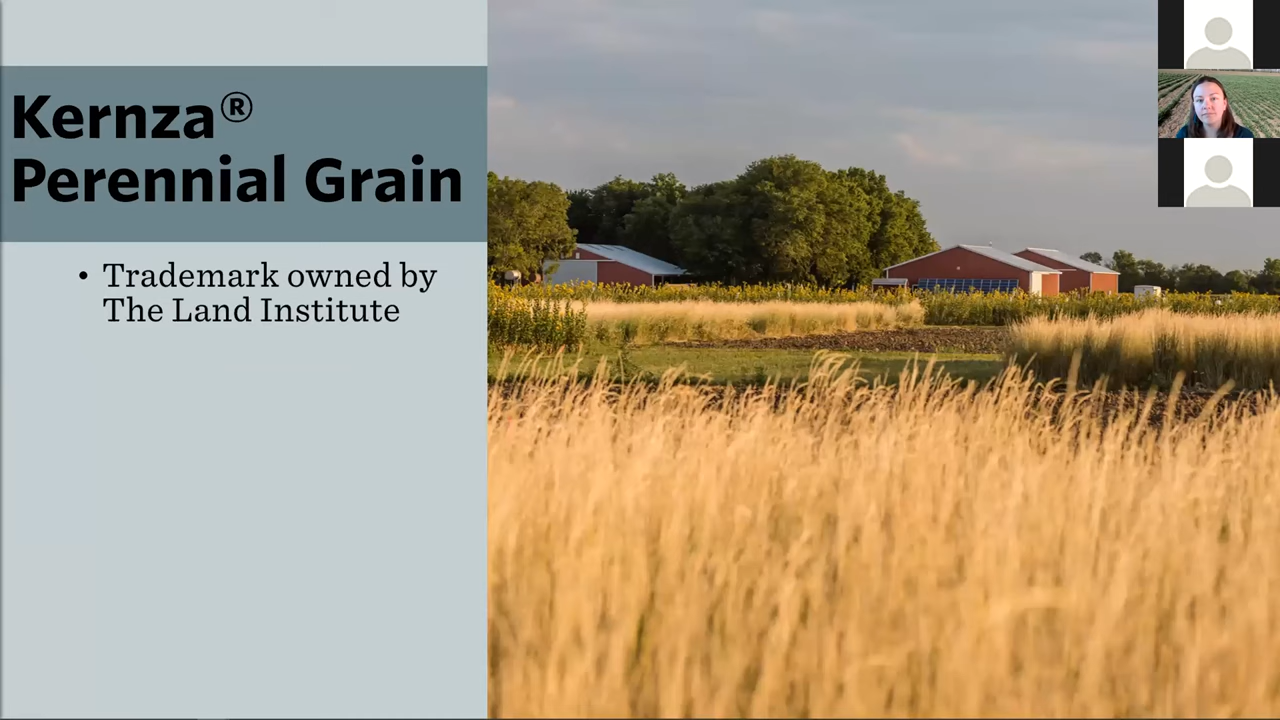 Kernza®
Perennial Grain
• Trademark owned by
The Land Institute